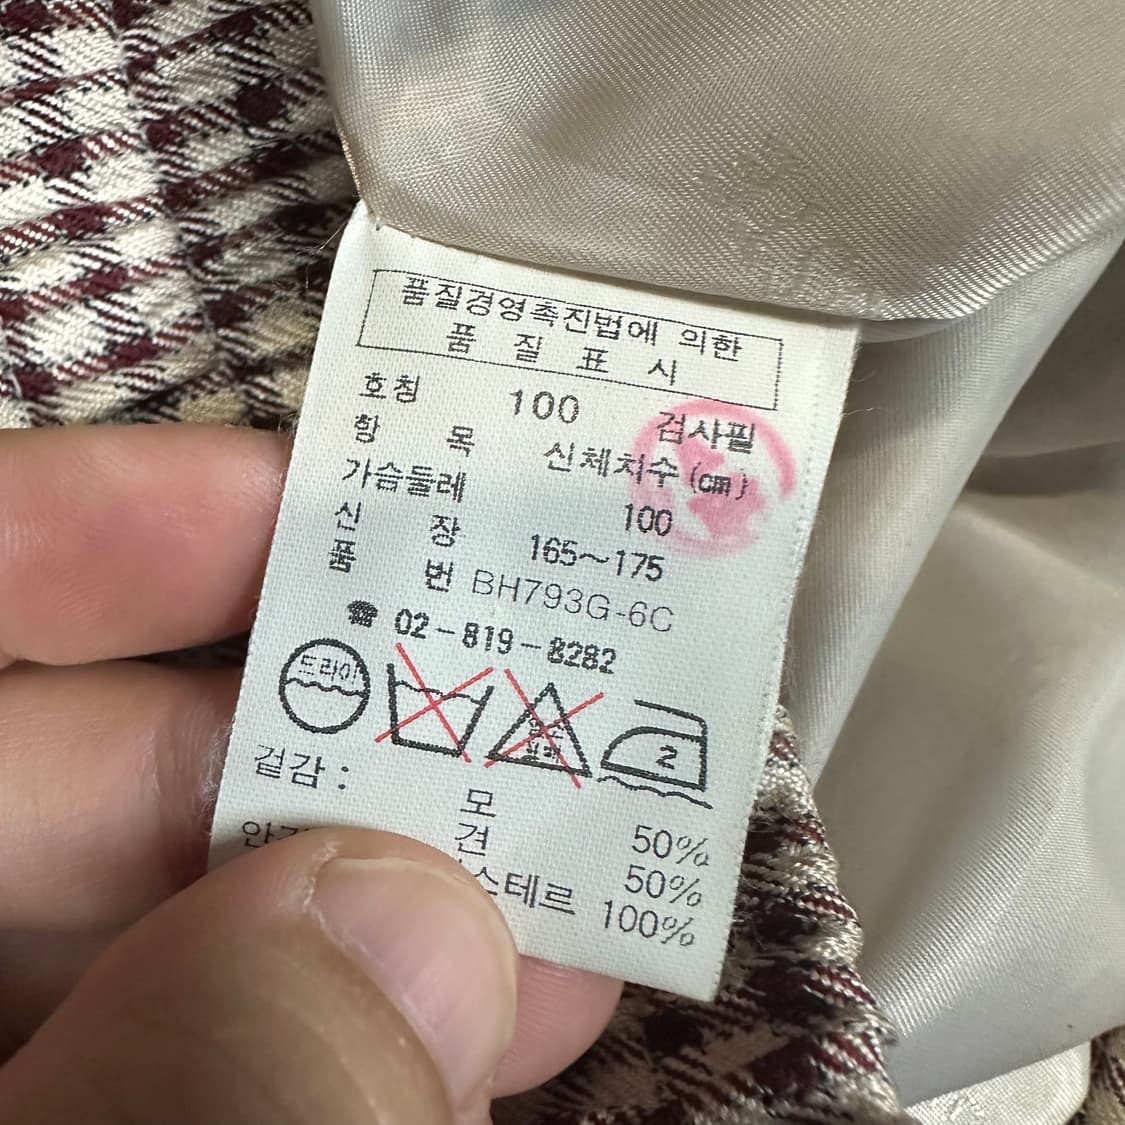 품질경영촉진법에 의한
품 질 표 시
호칭 100 검사필
항 목 신체치수(cm)
가슴둘레 100
신 장 165~175
품 번 BH793G-6C
☎ 02-819-8282
드라이
2
겉감 : 모 50%
견 50%
스테르 100%